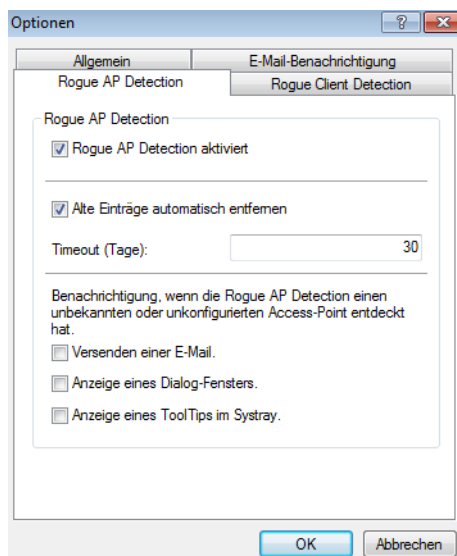 Optionen
Allgemein
E-Mail-Benachrichtigung
Rogue AP Detection
Rogue Client Detection
Rogue AP Detection
Rogue AP Detection aktiviert
Alte Einträge automatisch entfernen
Timeout (Tage):
30
Benachrichtigung, wenn die Rogue AP Detection einen
unbekannten oder unkonfigurierten Access-Point entdeckt
hat.
Versenden einer E-Mail.
Anzeige eines Dialog-Fensters.
Anzeige eines ToolTips im Systray.
OK
Abbrechen